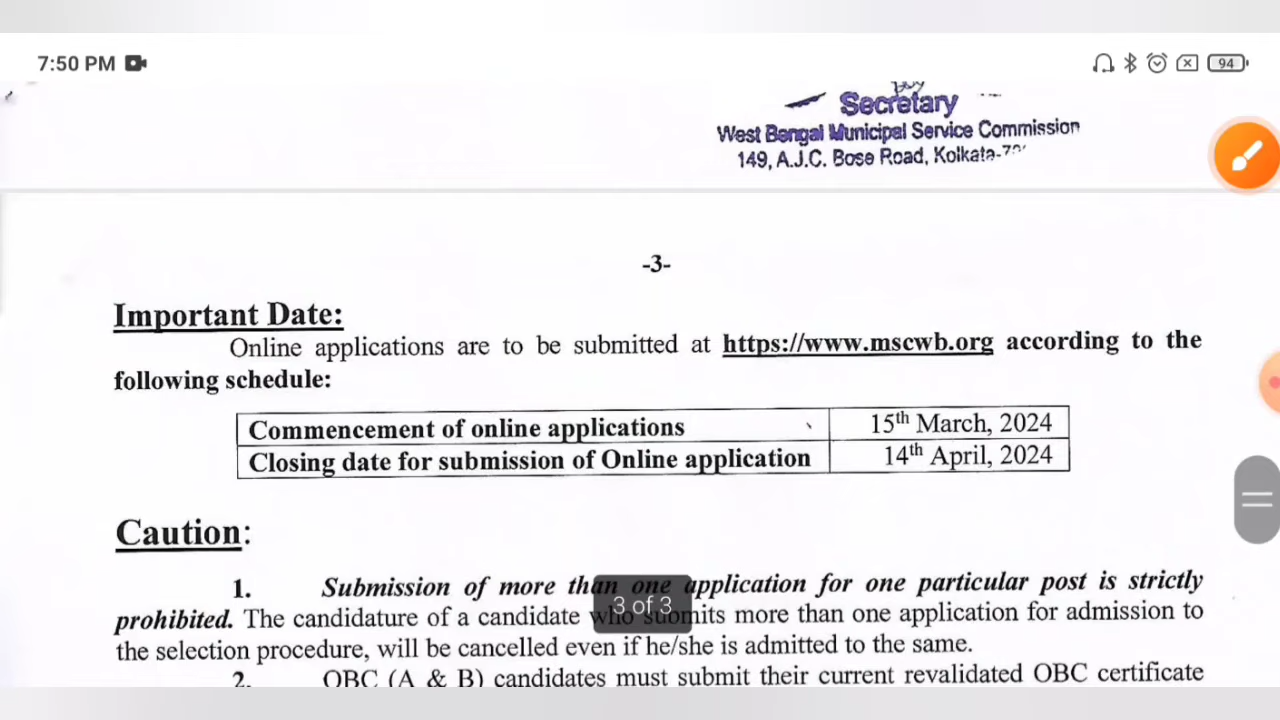 7:50 PM
94
Secretary
West Bengal Municipal Service Commission
149, A.J.C. Bose Road, Kolkata-
-3-
Important Date:
Online applications are to be submitted at https://www.mscwb.org according to the
following schedule:
Commencement of online applications 15th March, 2024
Closing date for submission of Online application 14th April, 2024
Caution:
1. Submission of more than one application for one particular post is strictly
prohibited. The candidature of a candidate who submits more than one application for admission to
3 of 3
the selection procedure, will be cancelled even if he/she is admitted to the same.
2. OBC (A & B) candidates must submit their current revalidated OBC certificate